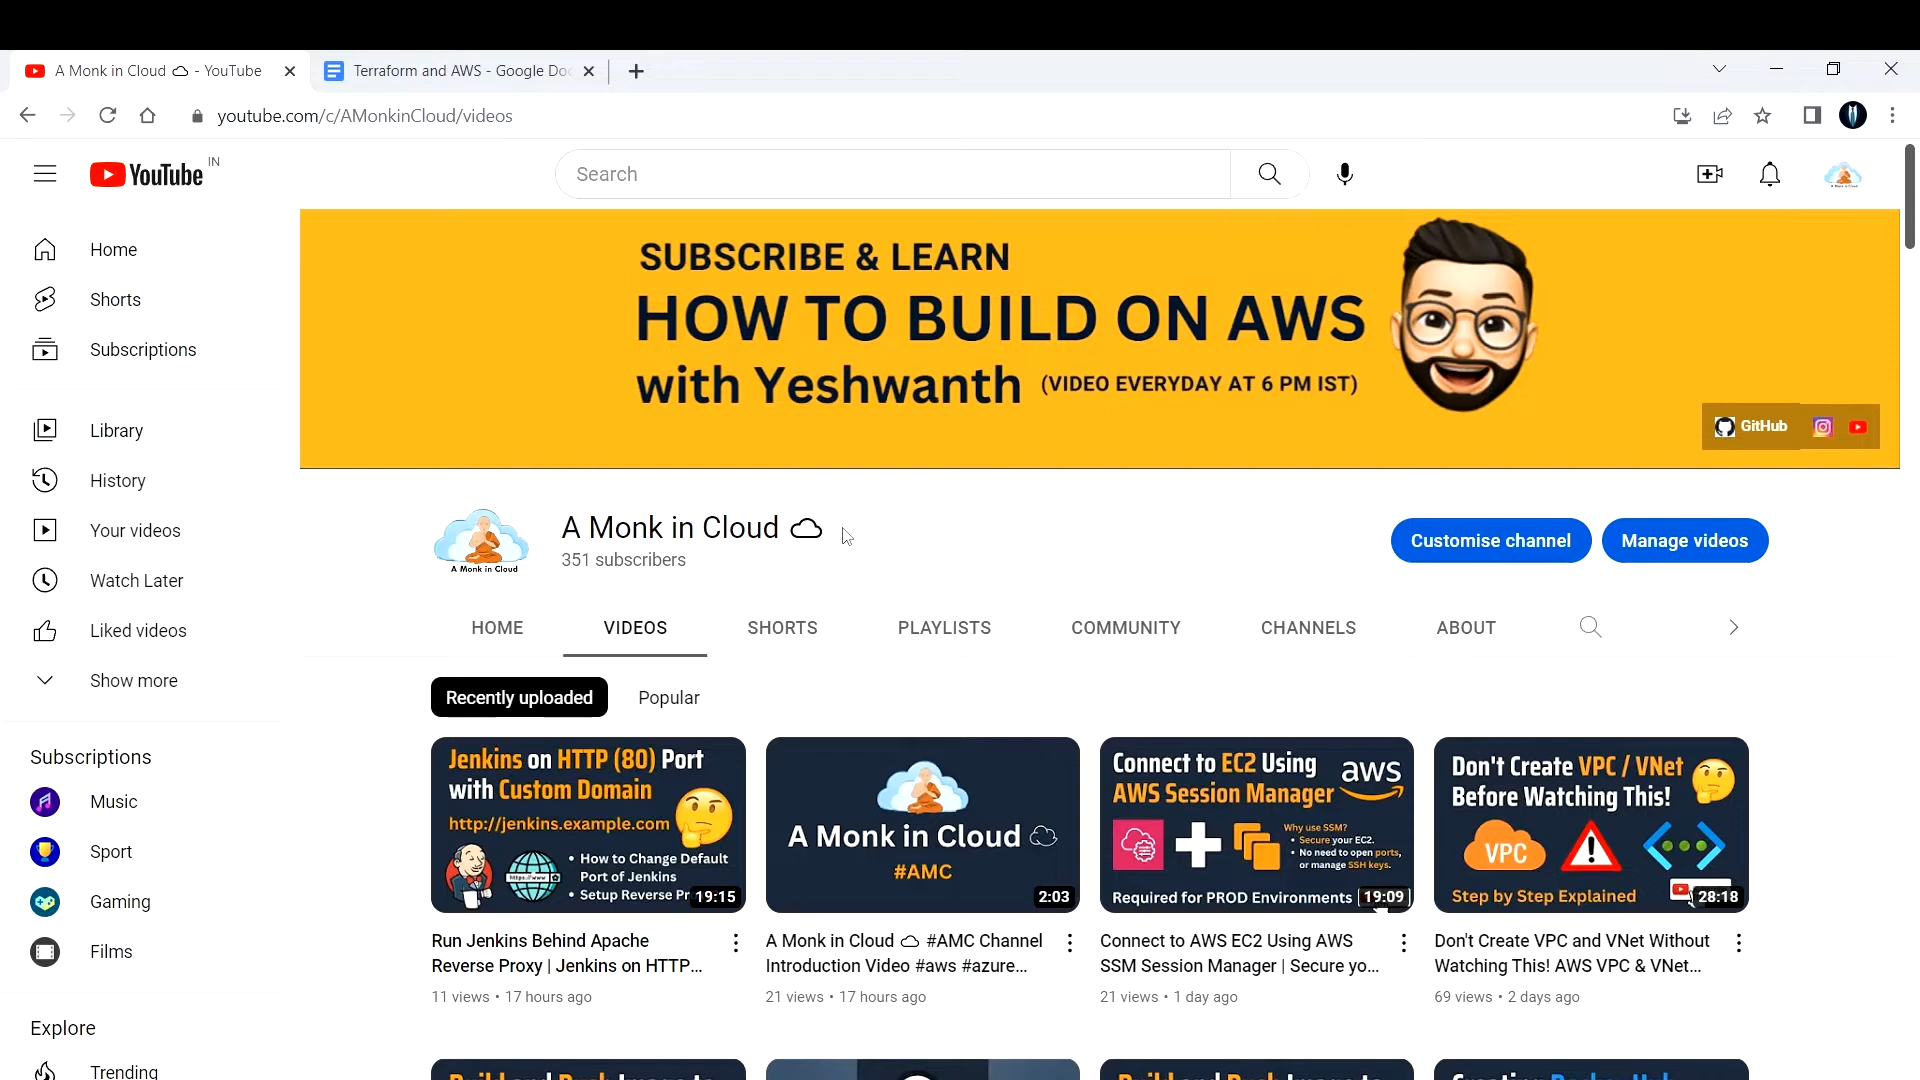 A Monk in Cloud - YouTube
Terraform and AWS - Google Doc
youtube.com/c/AMonkinCloud/videos
YouTube IN
Search
Home
Shorts
Subscriptions
Library
History
Your videos
Watch Later
Liked videos
Show more
Subscriptions
Music
Sport
Gaming
Films
Explore
Trending
SUBSCRIBE & LEARN
HOW TO BUILD ON AWS
with Yeshwanth (VIDEO EVERYDAY AT 6 PM IST)
GitHub
A Monk in Cloud
A Monk in Cloud
351 subscribers
Customise channel
Manage videos
HOME VIDEOS SHORTS PLAYLISTS COMMUNITY CHANNELS ABOUT
Recently uploaded Popular
Jenkins on HTTP (80) Port
with Custom Domain
http://jenkins.example.com
• How to Change Default
Port of Jenkins
• Setup Reverse Pr
19:15
Run Jenkins Behind Apache
Reverse Proxy | Jenkins on HTTP...
11 views • 17 hours ago
A Monk in Cloud
#AMC
2:03
A Monk in Cloud #AMC Channel
Introduction Video #aws #azure...
21 views • 17 hours ago
Connect to EC2 Using
AWS Session Manager
aws
Why use SSM?
• Secure your EC2.
• No need to open ports,
or manage SSH keys.
Required for PROD Environments
19:09
Connect to AWS EC2 Using AWS
SSM Session Manager | Secure yo...
21 views • 1 day ago
Don't Create VPC / VNet
Before Watching This!
VPC
Step by Step Explained
28:18
Don't Create VPC and VNet Without
Watching This! AWS VPC & VNet...
69 views • 2 days ago